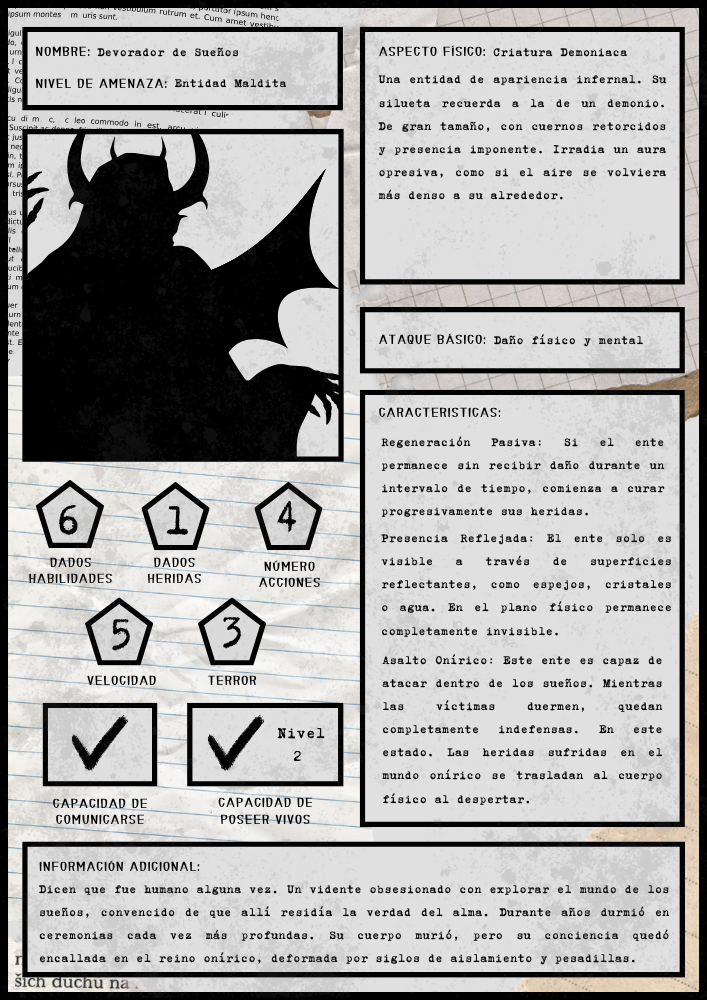 NOMBRE: Devorador de Sueños
NIVEL DE AMENAZA: Entidad Maldita
ASPECTO FÍSICO: Criatura Demoniaca
Una entidad de apariencia infernal. Su
silueta recuerda a la de un demonio.
De gran tamaño, con cuernos retorcidos
y presencia imponente. Irradia un aura
opresiva, como si el aire se volviera
más denso a su alrededor.
ATAQUE BÁSICO: Daño físico y mental
CARACTERISTICAS:
Regeneración Pasiva: Si el ente
permanece sin recibir daño durante un
intervalo de tiempo, comienza a curar
progresivamente sus heridas.
Presencia Reflejada: El ente solo es
visible a través de superficies
reflectantes, como espejos, cristales
o agua. En el plano físico permanece
completamente invisible.
Asalto Onírico: Este ente es capaz de
atacar dentro de los sueños. Mientras
las víctimas duermen, quedan
completamente indefensas. En este
estado. Las heridas sufridas en el
mundo onírico se trasladan al cuerpo
físico al despertar.
6
DADOS
HABILIDADES
1
DADOS
HERIDAS
4
NÚMERO
ACCIONES
5
VELOCIDAD
3
TERROR
CAPACIDAD DE
COMUNICARSE
Nivel
2
CAPACIDAD DE
POSEER VIVOS
INFORMACIÓN ADICIONAL:
Dicen que fue humano alguna vez. Un vidente obsesionado con explorar el mundo de los
sueños, convencido de que allí residía la verdad del alma. Durante años durmió en
ceremonias cada vez más profundas. Su cuerpo murió, pero su conciencia quedó
encallada en el reino onírico, deformada por siglos de aislamiento y pesadillas.
šich duchu na